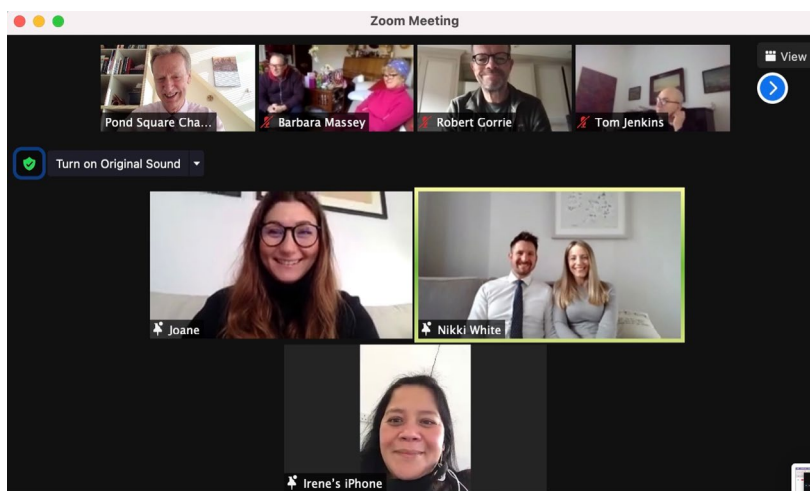 Zoom Meeting
View
Pond Square Cha...
Barbara Massey
Robert Gorrie
Tom Jenkins
Turn on Original Sound
Joane
Nikki White
Irene's iPhone